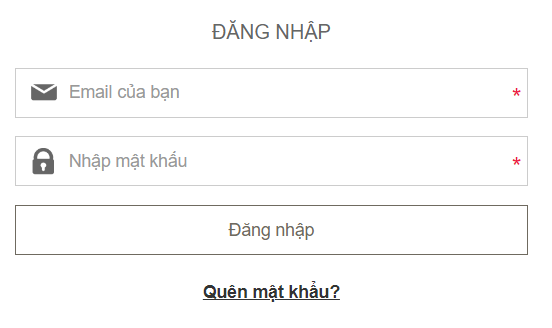 ĐĂNG NHẬP
Email của bạn
*
Nhập mật khẩu
*
Đăng nhập
Quên mật khẩu?